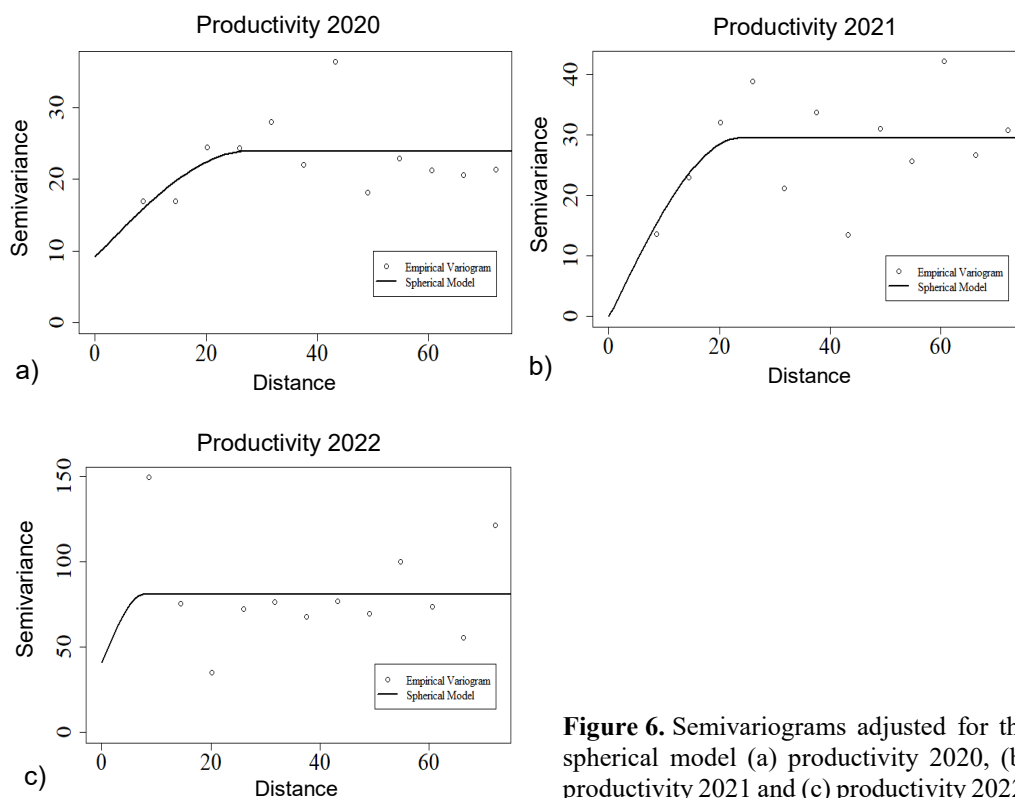 Productivity 2020
Semivariance
0
10
20
30
0 20 40 60
Distance
Empirical Variogram
Spherical Model
a)
Productivity 2021
Semivariance
0
10
20
30
40
0 20 40 60
Distance
Empirical Variogram
Spherical Model
b)
Productivity 2022
Semivariance
0
50
100
150
0 20 40 60
Distance
Empirical Variogram
Spherical Model
c)
Figure 6. Semivariograms adjusted for
spherical model (a) productivity 2020,
productivity 2021 and (c) productivity 2022